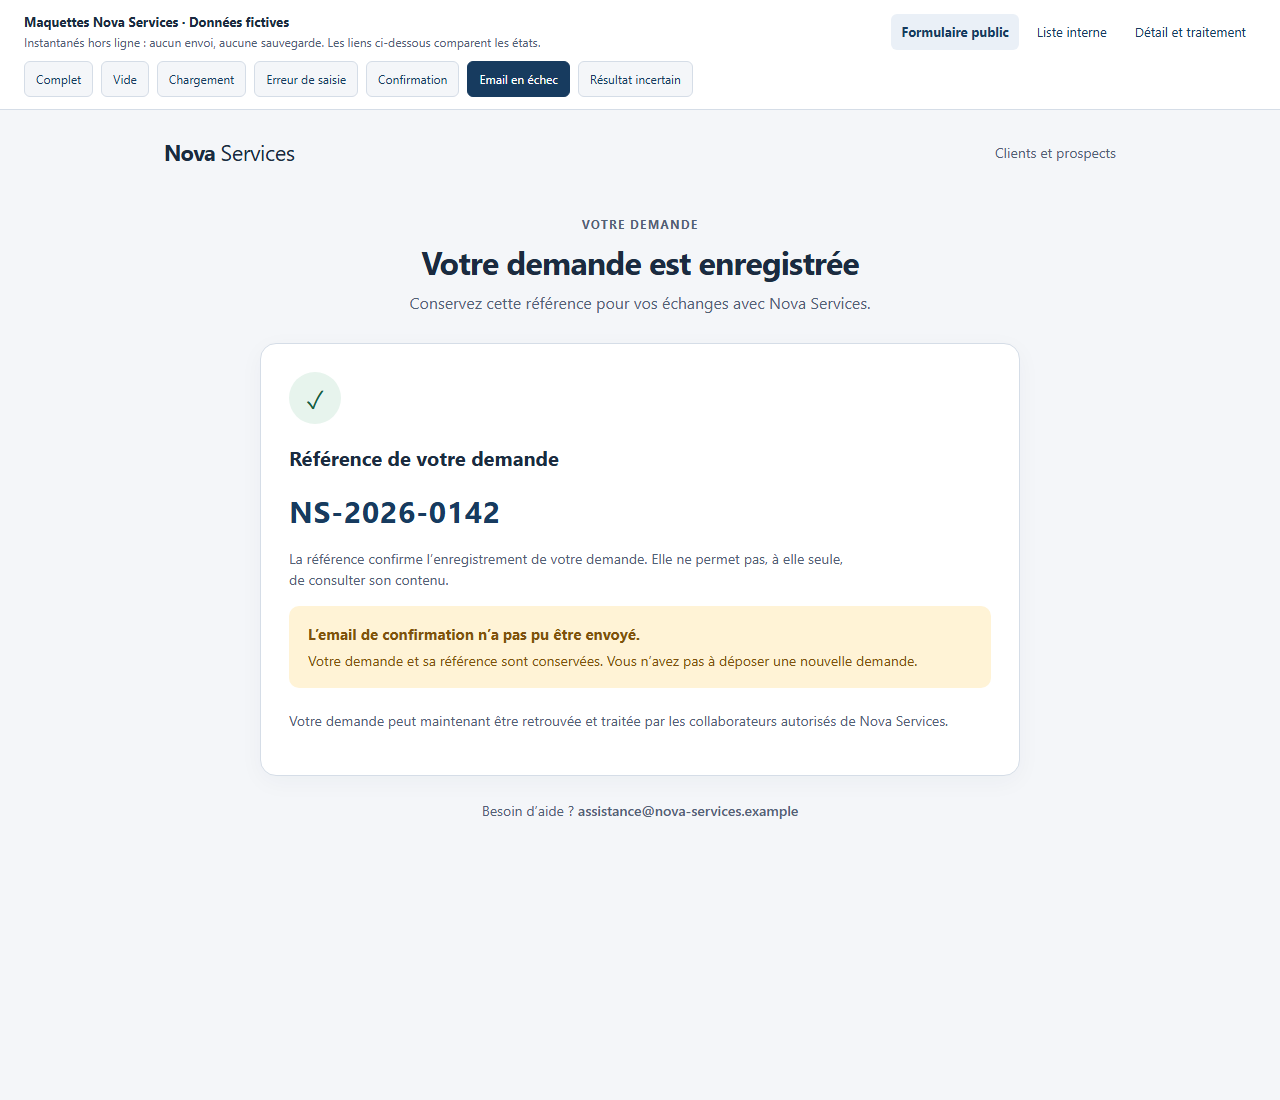 Maquettes Nova Services · Données fictives
Instantanés hors ligne : aucun envoi, aucune sauvegarde. Les liens ci-dessous comparent les états.
Formulaire public
Liste interne
Détail et traitement
Complet
Vide
Chargement
Erreur de saisie
Confirmation
Email en échec
Résultat incertain
Nova Services
Clients et prospects
VOTRE DEMANDE
Votre demande est enregistrée
Conservez cette référence pour vos échanges avec Nova Services.
✓
Référence de votre demande
NS-2026-0142
La référence confirme l’enregistrement de votre demande. Elle ne permet pas, à elle seule,
de consulter son contenu.
L’email de confirmation n’a pas pu être envoyé.
Votre demande et sa référence sont conservées. Vous n’avez pas à déposer une nouvelle demande.
Votre demande peut maintenant être retrouvée et traitée par les collaborateurs autorisés de Nova Services.
Besoin d’aide ? assistance@nova-services.example